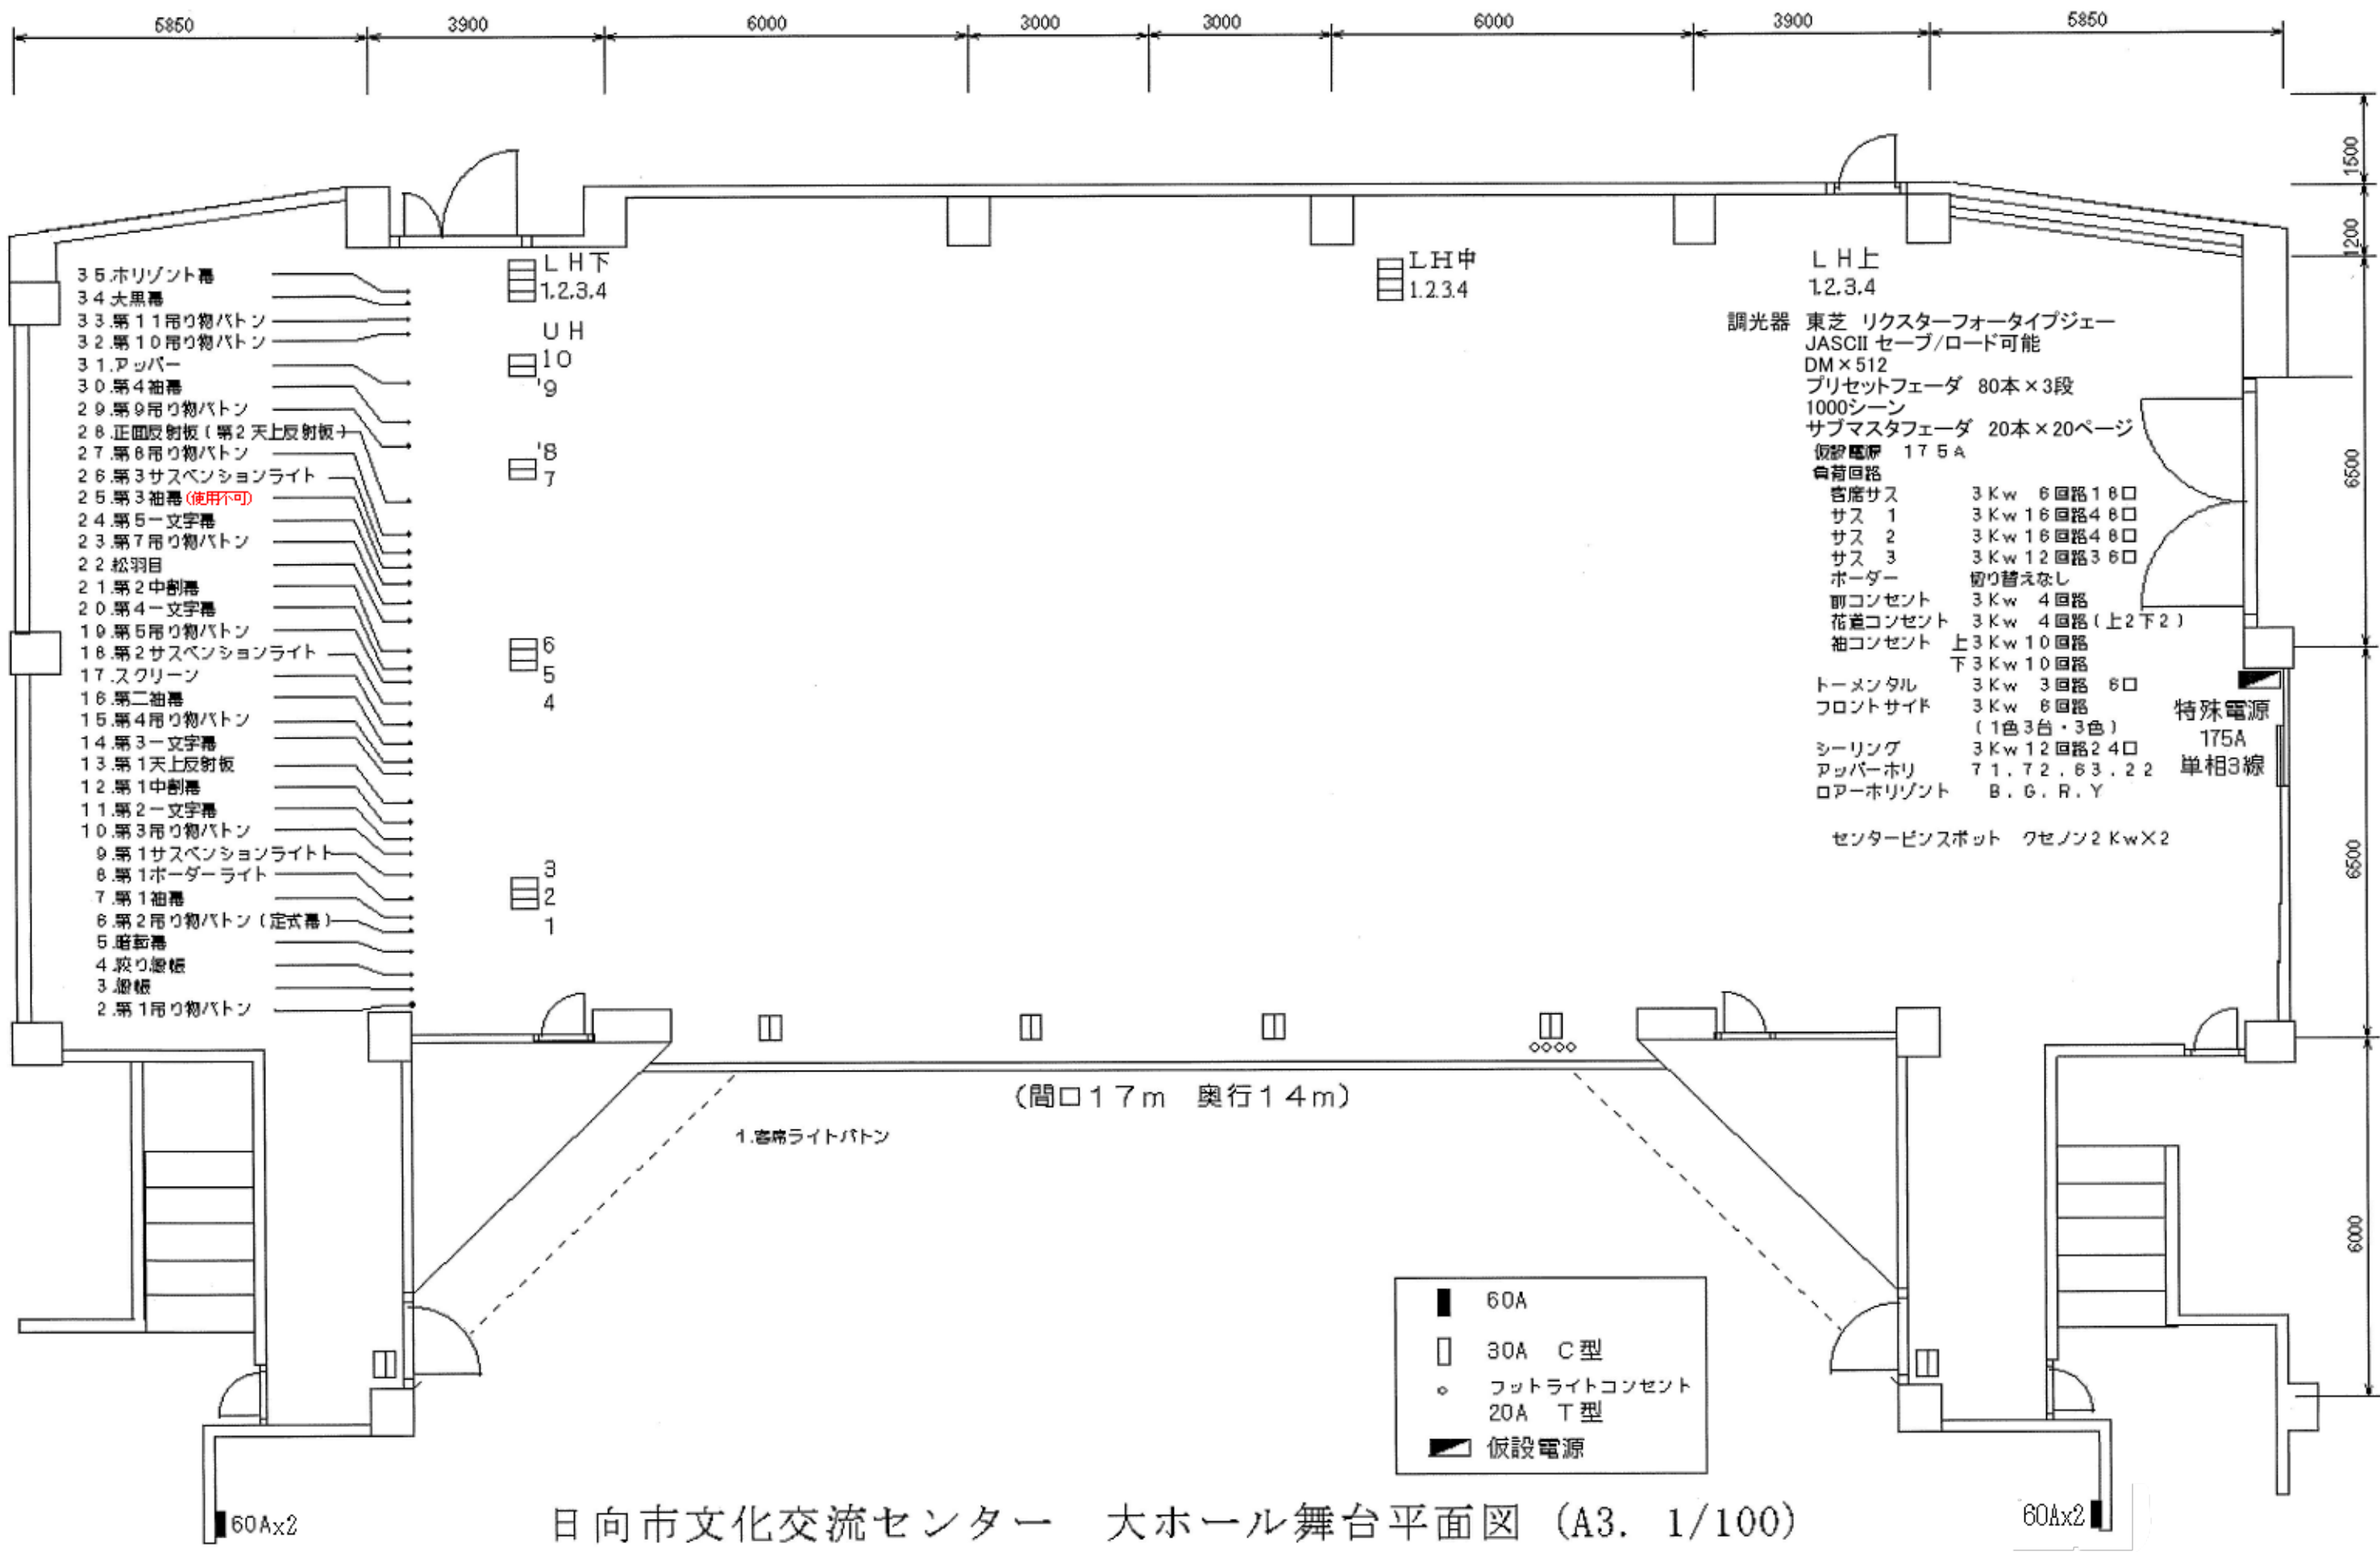 5850 3900 6000 3000 3000 6000 3900 5850
1500
1200
6500
6500
6000
35.ホリゾント幕
34.大黒幕
33.第11吊り物バトン
32.第10吊り物バトン
31.アッパー
30.第4袖幕
29.第9吊り物バトン
28.正面反射板(第2天上反射板)
27.第8吊り物バトン
26.第3サスペンションライト
25.第3袖幕(使用不可)
24.第5一文字幕
23.第7吊り物バトン
22.松羽目
21.第2中割幕
20.第4一文字幕
19.第5吊り物バトン
18.第2サスペンションライト
17.スクリーン
16.第二袖幕
15.第4吊り物バトン
14.第3一文字幕
13.第1天上反射板
12.第1中割幕
11.第2一文字幕
10.第3吊り物バトン
9.第1サスペンションライトト
8.第1ボーダーライト
7.第1袖幕
6.第2吊り物バトン(定式幕)
5.暗転幕
4.絞り緞帳
3.緞帳
2.第1吊り物バトン
LH下
1.2.3.4
UH
10
'9
'8
7
6
5
4
3
2
1
LH中
1.2.3.4
LH上
1.2.3.4
調光器 東芝 リクスターフォータイプジェー
JASCII セーブ/ロード可能
DM×512
プリセットフェーダ 80本×3段
1000シーン
サブマスタフェーダ 20本×20ページ
仮設電源 175A
負荷回路
客席サス 3Kw 6回路18口
サス 1 3Kw16回路48口
サス 2 3Kw16回路48口
サス 3 3Kw12回路36口
ボーダー 切り替えなし
前コンセント 3Kw 4回路
花道コンセント 3Kw 4回路(上2下2)
袖コンセント 上3Kw10回路
下3Kw10回路
トーメンタル 3Kw 3回路 6口
フロントサイド 3Kw 6回路
(1色3台・3色)
シーリング 3Kw12回路24口
アッパーホリ 71.72.63.22
ロアーホリゾント B.G.R.Y
センターピンスポット クセノン2Kw×2
特殊電源
175A
単相3線
(間口17m 奥行14m)
1.客席ライトバトン
60A
30A C型
フットライトコンセント
20A T型
仮設電源
60Ax2
60Ax2
日向市文化交流センター 大ホール舞台平面図 (A3. 1/100)